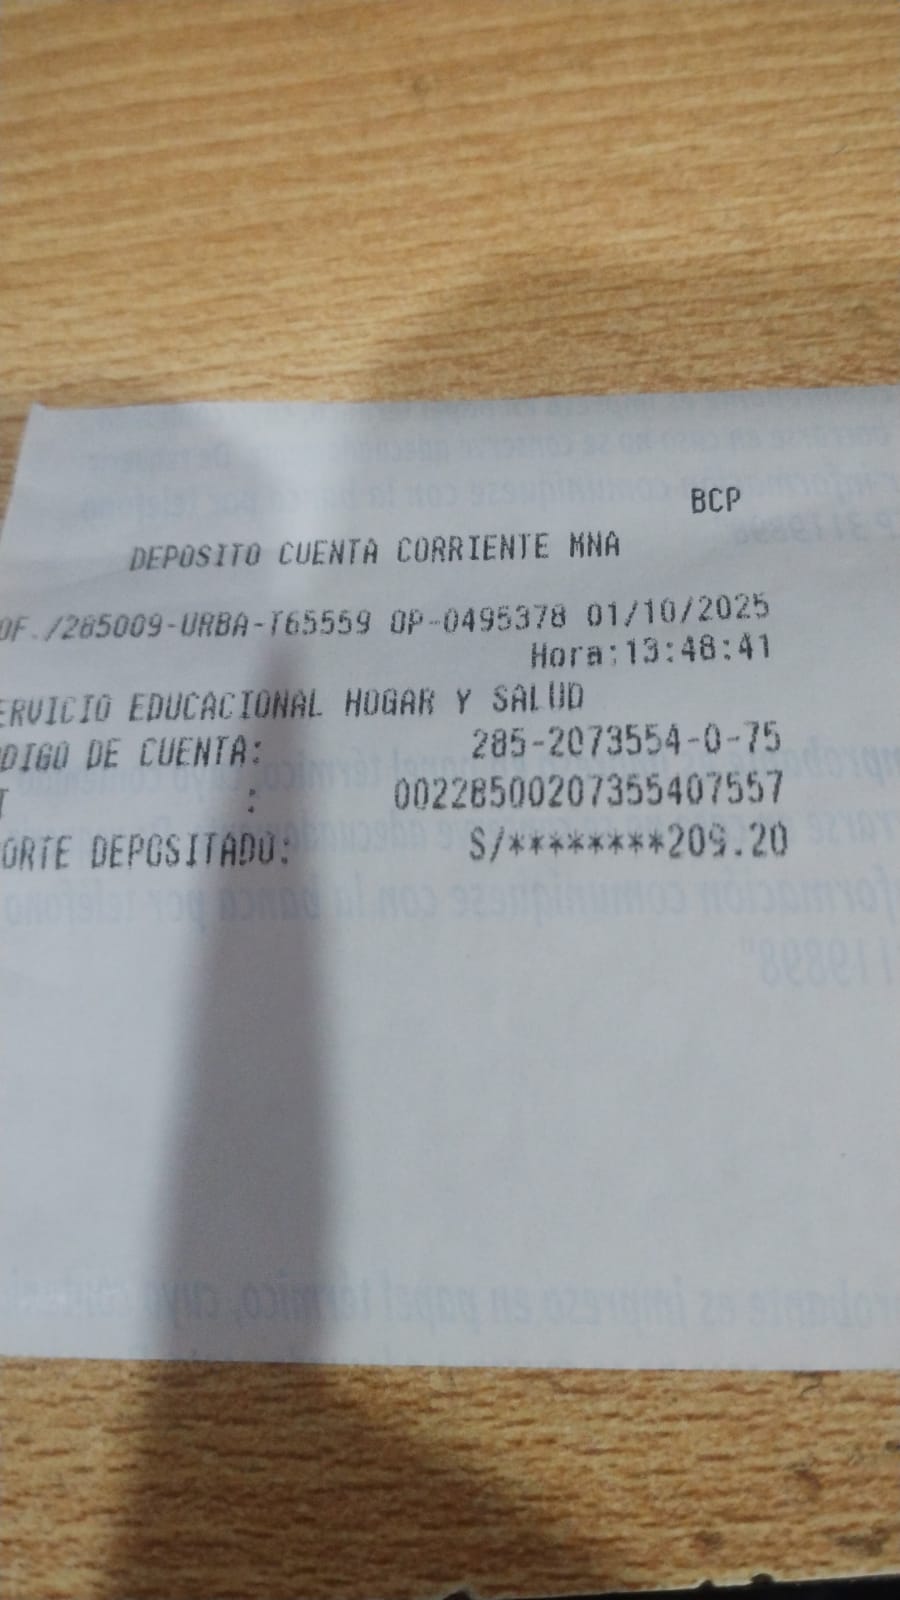 BCP
DEPOSITO CUENTA CORRIENTE MNA
OF./285009-URBA-T65559 OP-0495378 01/10/2025
Hora:13:48:41
ERVICIO EDUCACIONAL HOGAR Y SALUD
DIGO DE CUENTA: 285-2073554-0-75
: 00228500207355407557
ORTE DEPOSITADO: S/********209.20